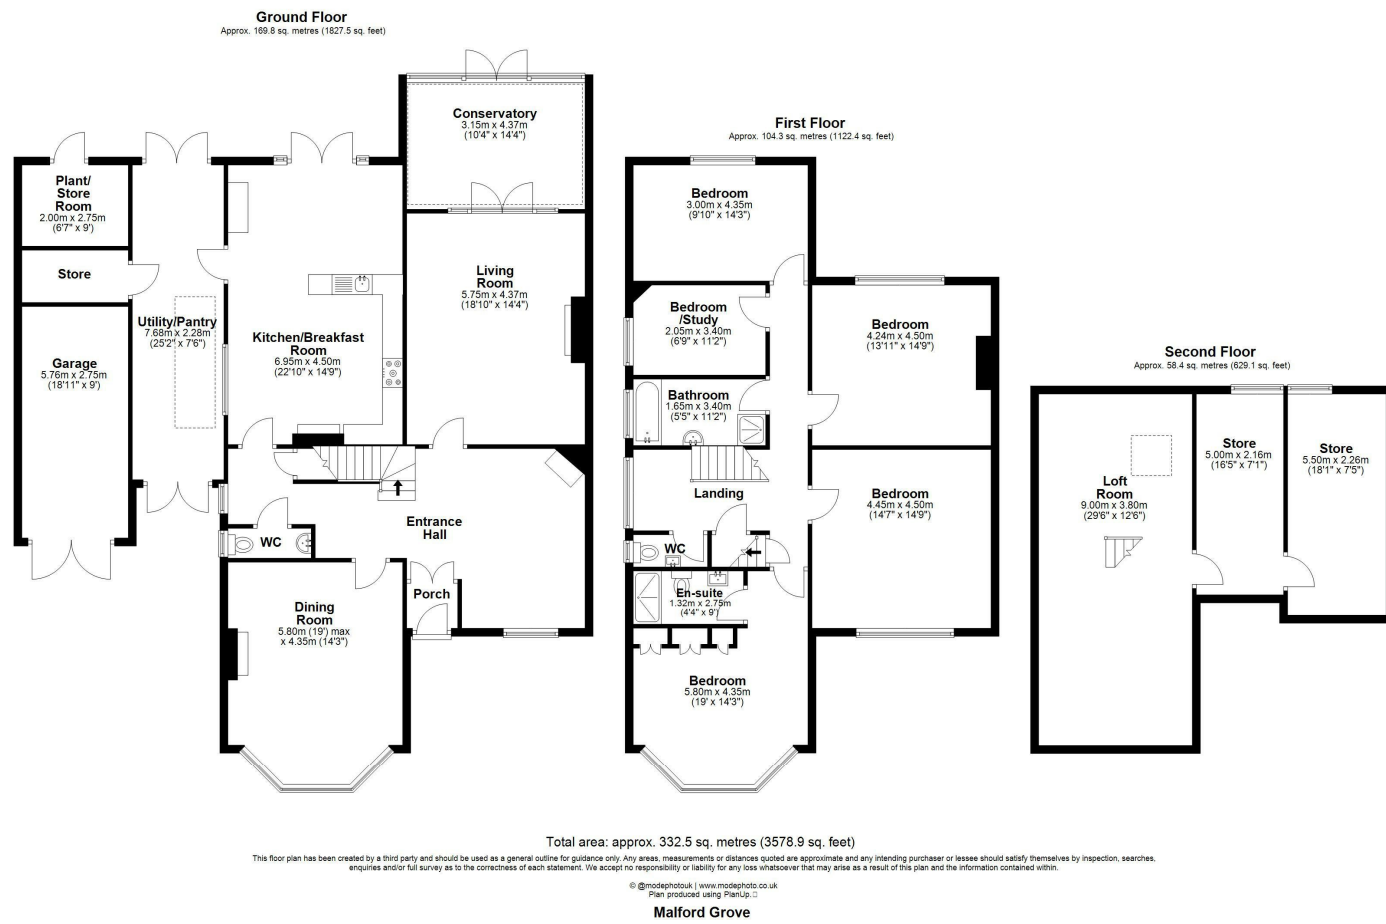 Ground Floor
Approx. 169.8 sq. metres (1827.5 sq. feet)
Conservatory
3.15m x 4.37m
(10'4" x 14'4")
Plant/
Store
Room
2.00m x 2.75m
(6'7" x 9')
Store
Utility/Pantry
7.68m x 2.28m
(25'2" x 7'6")
Garage
5.76m x 2.75m
(18'11" x 9')
Kitchen/Breakfast
Room
6.95m x 4.50m
(22'10" x 14'9")
Living
Room
5.75m x 4.37m
(18'10" x 14'4")
Entrance
Hall
WC
Porch
Dining
Room
5.80m (19') max
x 4.35m (14'3")
First Floor
Approx. 104.3 sq. metres (1122.4 sq. feet)
Bedroom
3.00m x 4.35m
(9'10" x 14'3")
Bedroom
/Study
2.05m x 3.40m
(6'9" x 11'2")
Bedroom
4.24m x 4.50m
(13'11" x 14'9")
Bathroom
1.65m x 3.40m
(5'5" x 11'2")
Landing
Bedroom
4.45m x 4.50m
(14'7" x 14'9")
WC
En-suite
1.32m x 2.75m
(4'4" x 9')
Bedroom
5.80m x 4.35m
(19' x 14'3")
Second Floor
Approx. 58.4 sq. metres (629.1 sq. feet)
Loft
Room
9.00m x 3.80m
(29'6" x 12'6")
Store
5.00m x 2.16m
(16'5" x 7'1")
Store
5.50m x 2.26m
(18'1" x 7'5")
Total area: approx. 332.5 sq. metres (3578.9 sq. feet)
This floor plan has been created by a third party and should be used as a general outline for guidance only. Any areas, measurements or distances quoted are approximate and any intending purchaser or lessee should satisfy themselves by inspection, searches,
enquiries and/or full survey as to the correctness of each statement. We accept no responsibility or liability for any loss whatsoever that may arise as a result of this plan and the information contained within.
© @modephotouk | www.modephoto.co.uk
Plan produced using PlanUp.
Malford Grove